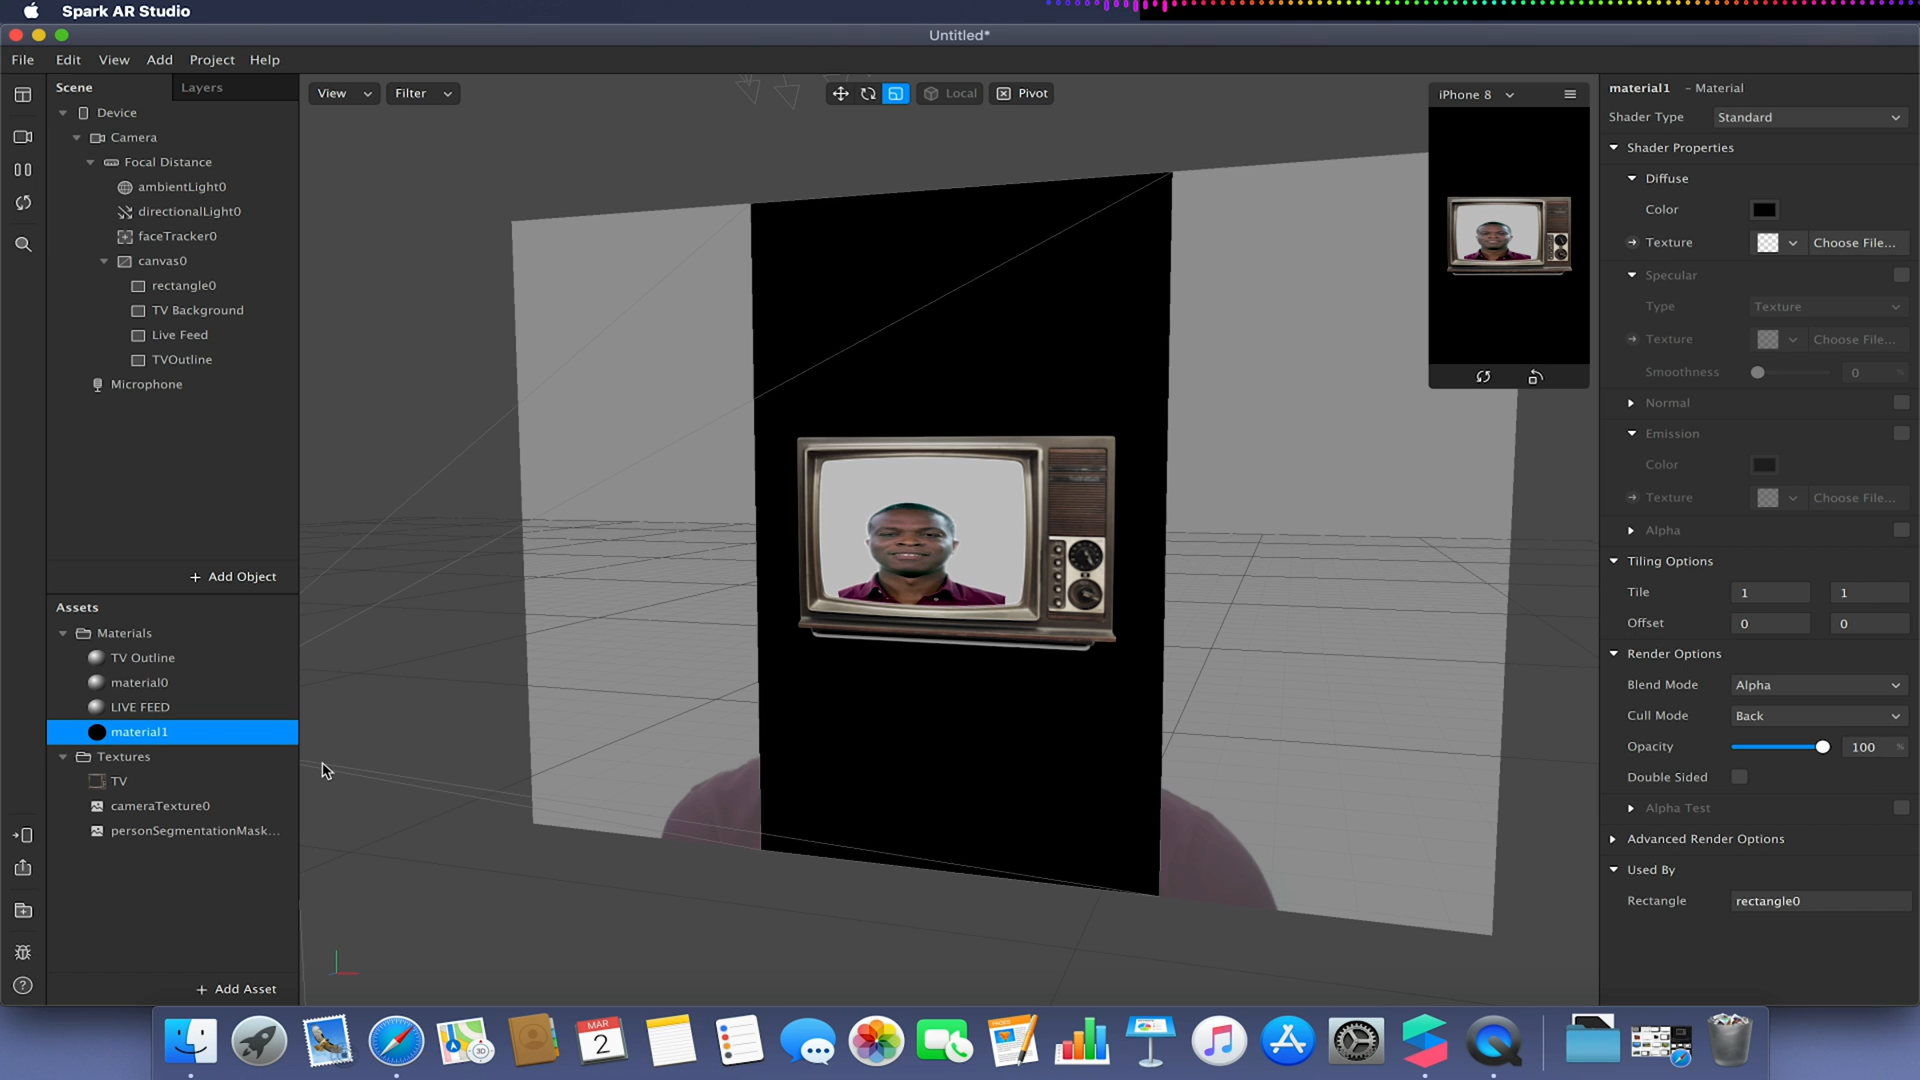 Spark AR Studio
Untitled*
File Edit View Add Project Help
Scene Layers
Device
Camera
Focal Distance
ambientLight0
directionalLight0
faceTracker0
canvas0
rectangle0
TV Background
Live Feed
TVOutline
Microphone
+ Add Object
Assets
Materials
TV Outline
material0
LIVE FEED
material1
Textures
TV
cameraTexture0
personSegmentationMask...
+ Add Asset
View Filter Local Pivot
iPhone 8
material1 - Material
Shader Type Standard
Shader Properties
Diffuse
Color
Texture Choose File...
Specular
Type Texture
Texture Choose File...
Smoothness 0 %
Normal
Emission
Color
Texture Choose File...
Alpha
Tiling Options
Tile 1 1
Offset 0 0
Render Options
Blend Mode Alpha
Cull Mode Back
Opacity 100 %
Double Sided
Alpha Test
Advanced Render Options
Used By
Rectangle rectangle0
3D
MAR
2
PAGES